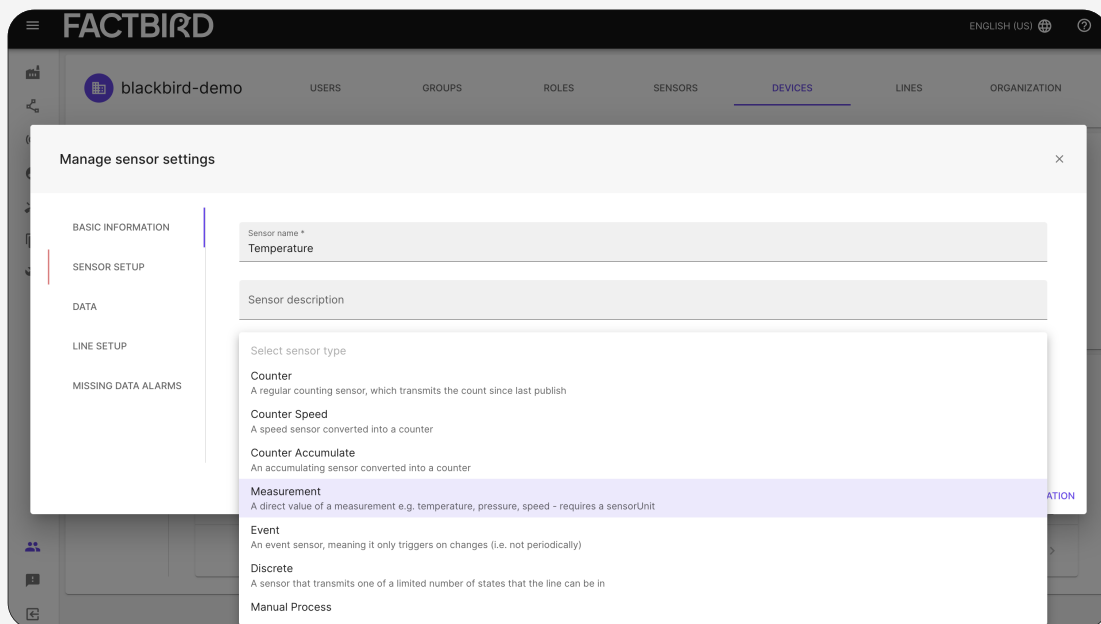 FACTBIRD
ENGLISH (US)
blackbird-demo
USERS
GROUPS
ROLES
SENSORS
DEVICES
LINES
ORGANIZATION
Manage sensor settings
BASIC INFORMATION
SENSOR SETUP
DATA
LINE SETUP
MISSING DATA ALARMS
Sensor name *
Temperature
Sensor description
Select sensor type
Counter
A regular counting sensor, which transmits the count since last publish
Counter Speed
A speed sensor converted into a counter
Counter Accumulate
An accumulating sensor converted into a counter
Measurement
A direct value of a measurement e.g. temperature, pressure, speed - requires a sensorUnit
ATION
Event
An event sensor, meaning it only triggers on changes (i.e. not periodically)
Discrete
A sensor that transmits one of a limited number of states that the line can be in
Manual Process